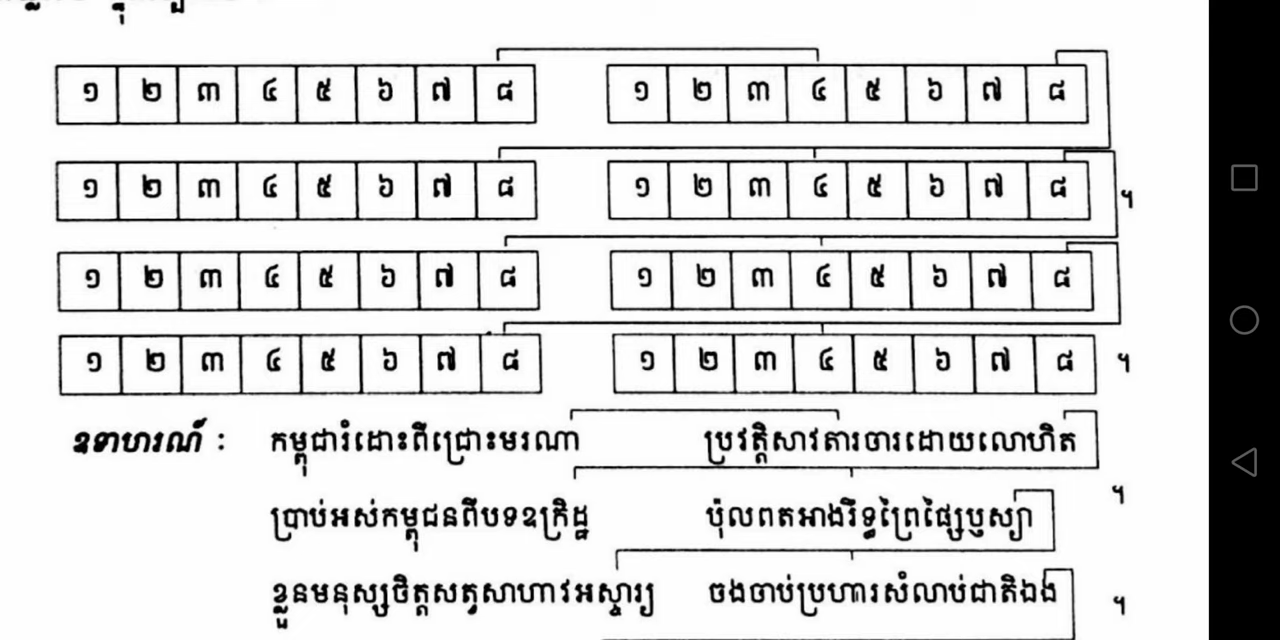 ១ ២ ៣ ៤ ៥ ៦ ៧ ៨ ១ ២ ៣ ៤ ៥ ៦ ៧ ៨
១ ២ ៣ ៤ ៥ ៦ ៧ ៨ ១ ២ ៣ ៤ ៥ ៦ ៧ ៨ ។
១ ២ ៣ ៤ ៥ ៦ ៧ ៨ ១ ២ ៣ ៤ ៥ ៦ ៧ ៨
១ ២ ៣ ៤ ៥ ៦ ៧ ៨ ១ ២ ៣ ៤ ៥ ៦ ៧ ៨ ។
ឧទាហរណ៍ : កម្ពុជារំដោះពីជ្រោះមរណា ប្រវត្តិសាវតារចារដោយលោហិត
ប្រាប់អស់កម្ពុជនពីបទឧក្រិដ្ឋ ប៉ុលពតអាងរឹទ្ធព្រៃផ្សៃឫស្យា ។
ខ្លួនមនុស្សចិត្តសត្វសាហាវអស្ចារ្យ ចងចាប់ប្រហារសំលាប់ជាតិឯង ។